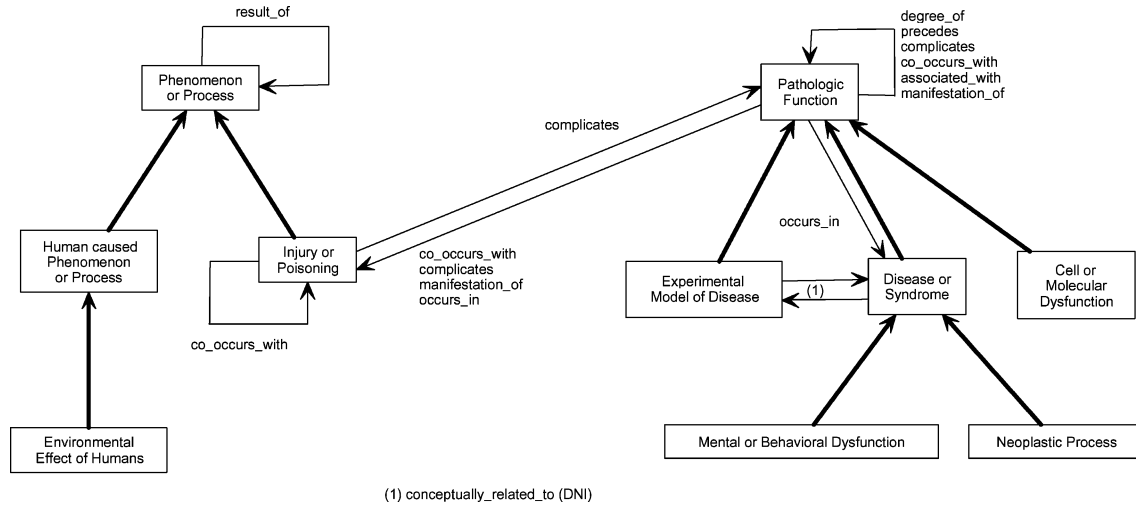 result_of
Phenomenon
or Process
degree_of
precedes
complicates
co_occurs_with
associated_with
manifestation_of
Pathologic
Function
complicates
Human caused
Phenomenon
or Process
Injury or
Poisoning
co_occurs_with
complicates
manifestation_of
occurs_in
occurs_in
Experimental
Model of Disease
(1)
Disease or
Syndrome
Cell or
Molecular
Dysfunction
co_occurs_with
Environmental
Effect of Humans
Mental or Behavioral Dysfunction
Neoplastic Process
(1) conceptually_related_to (DNI)